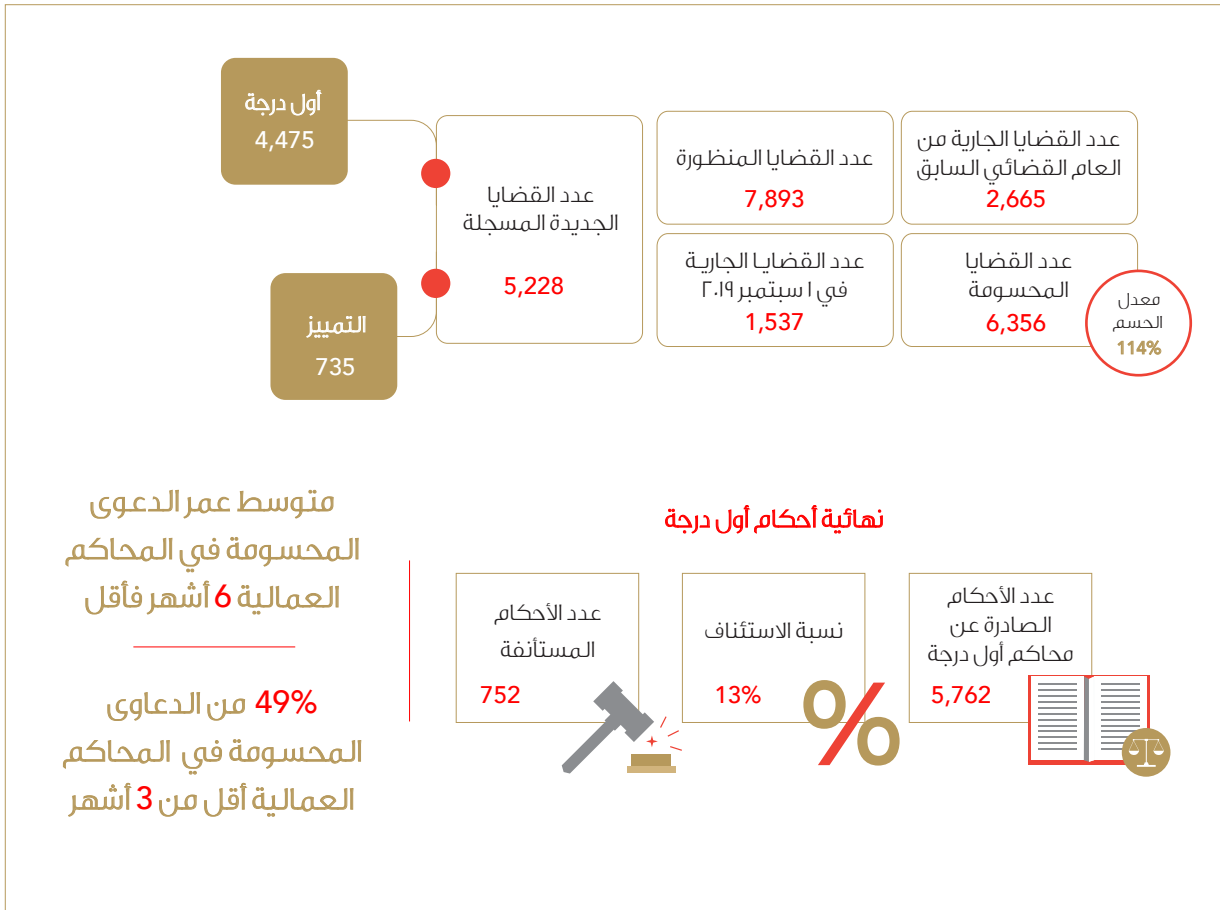 عدد القضايا الجارية من
العام القضائي السابق
2,665
عدد القضايا المنظورة
7,893
عدد القضايا
الجديدة المسجلة
5,228
أول درجة
4,475
التمييز
735
عدد القضايا
المحسومة
6,356
معدل
الحسم
114%
عدد القضايا الجارية
في ١ سبتمبر ٢٠١٩
1,537
نهائية أحكام أول درجة
عدد الأحكام
الصادرة عن
محاكم أول درجة
5,762
نسبة الاستئناف
13%
عدد الأحكام
المستأنفة
752
%
متوسط عمر الدعوى
المحسومة في المحاكم
العمالية 6 أشهر فأقل
49% من الدعاوى
المحسومة في المحاكم
العمالية أقل من 3 أشهر